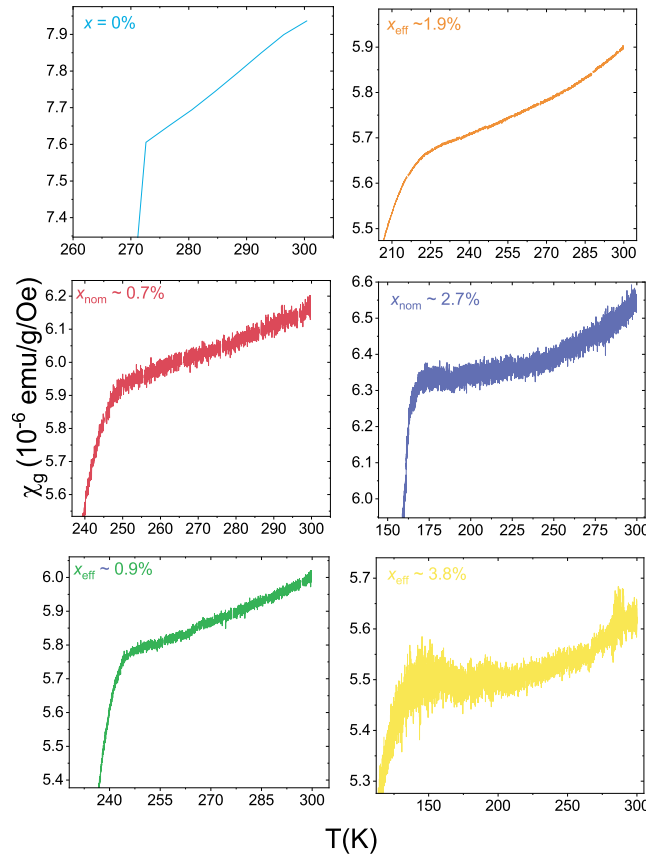 x = 0%
7.9
7.8
7.7
7.6
7.5
7.4
260 270 280 290 300
x_eff ~1.9%
5.9
5.8
5.7
5.6
5.5
210 225 240 255 270 285 300
x_nom ~ 0.7%
6.2
6.1
6.0
5.9
5.8
5.7
5.6
240 250 260 270 280 290 300
x_nom ~ 2.7%
6.6
6.5
6.4
6.3
6.2
6.1
6.0
150 175 200 225 250 275 300
x_eff ~ 0.9%
6.0
5.9
5.8
5.7
5.6
5.5
5.4
240 255 270 285 300
x_eff ~ 3.8%
5.7
5.6
5.5
5.4
5.3
150 200 250 300
χ_g (10^-6 emu/g/Oe)
T(K)